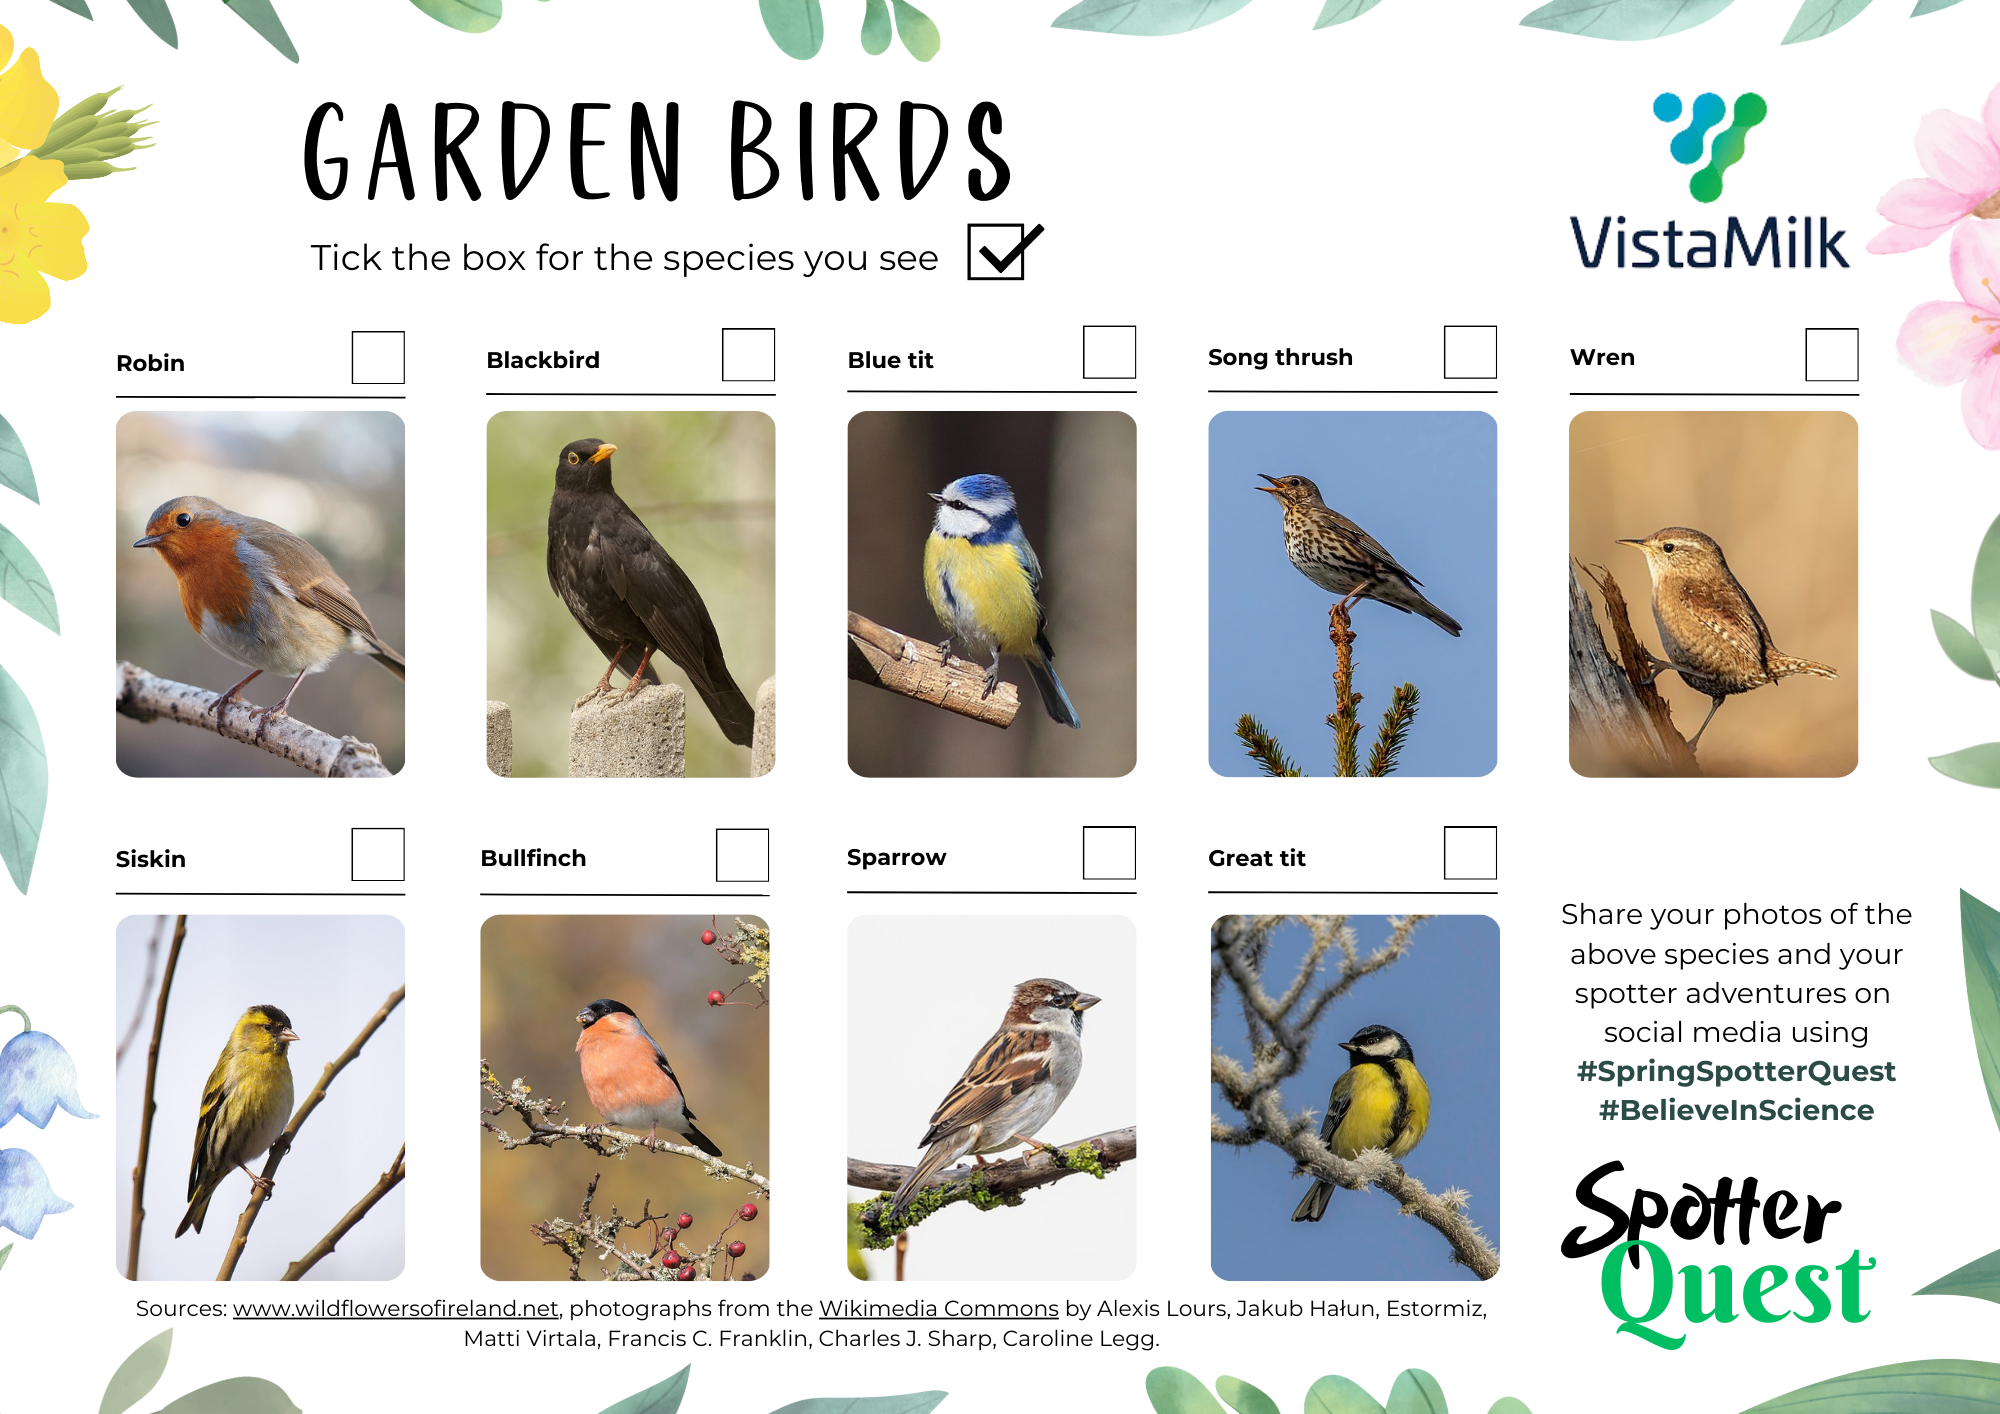 GARDEN BIRDS
Tick the box for the species you see
VistaMilk
Robin
Blackbird
Blue tit
Song thrush
Wren
Siskin
Bullfinch
Sparrow
Great tit
Share your photos of the
above species and your
spotter adventures on
social media using
#SpringSpotterQuest
#BelieveInScience
Spotter
Quest
Sources: www.wildflowersofireland.net, photographs from the Wikimedia Commons by Alexis Lours, Jakub Hałun, Estormiz,
Matti Virtala, Francis C. Franklin, Charles J. Sharp, Caroline Legg.